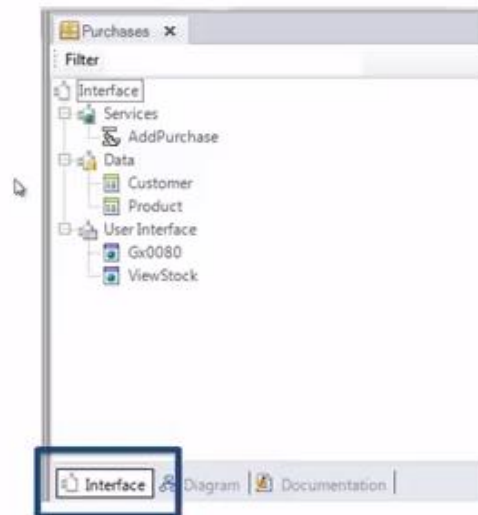 Purchases
Filter
Interface
Services
AddPurchase
Data
Customer
Product
User Interface
Gx0080
ViewStock
Interface Diagram Documentation